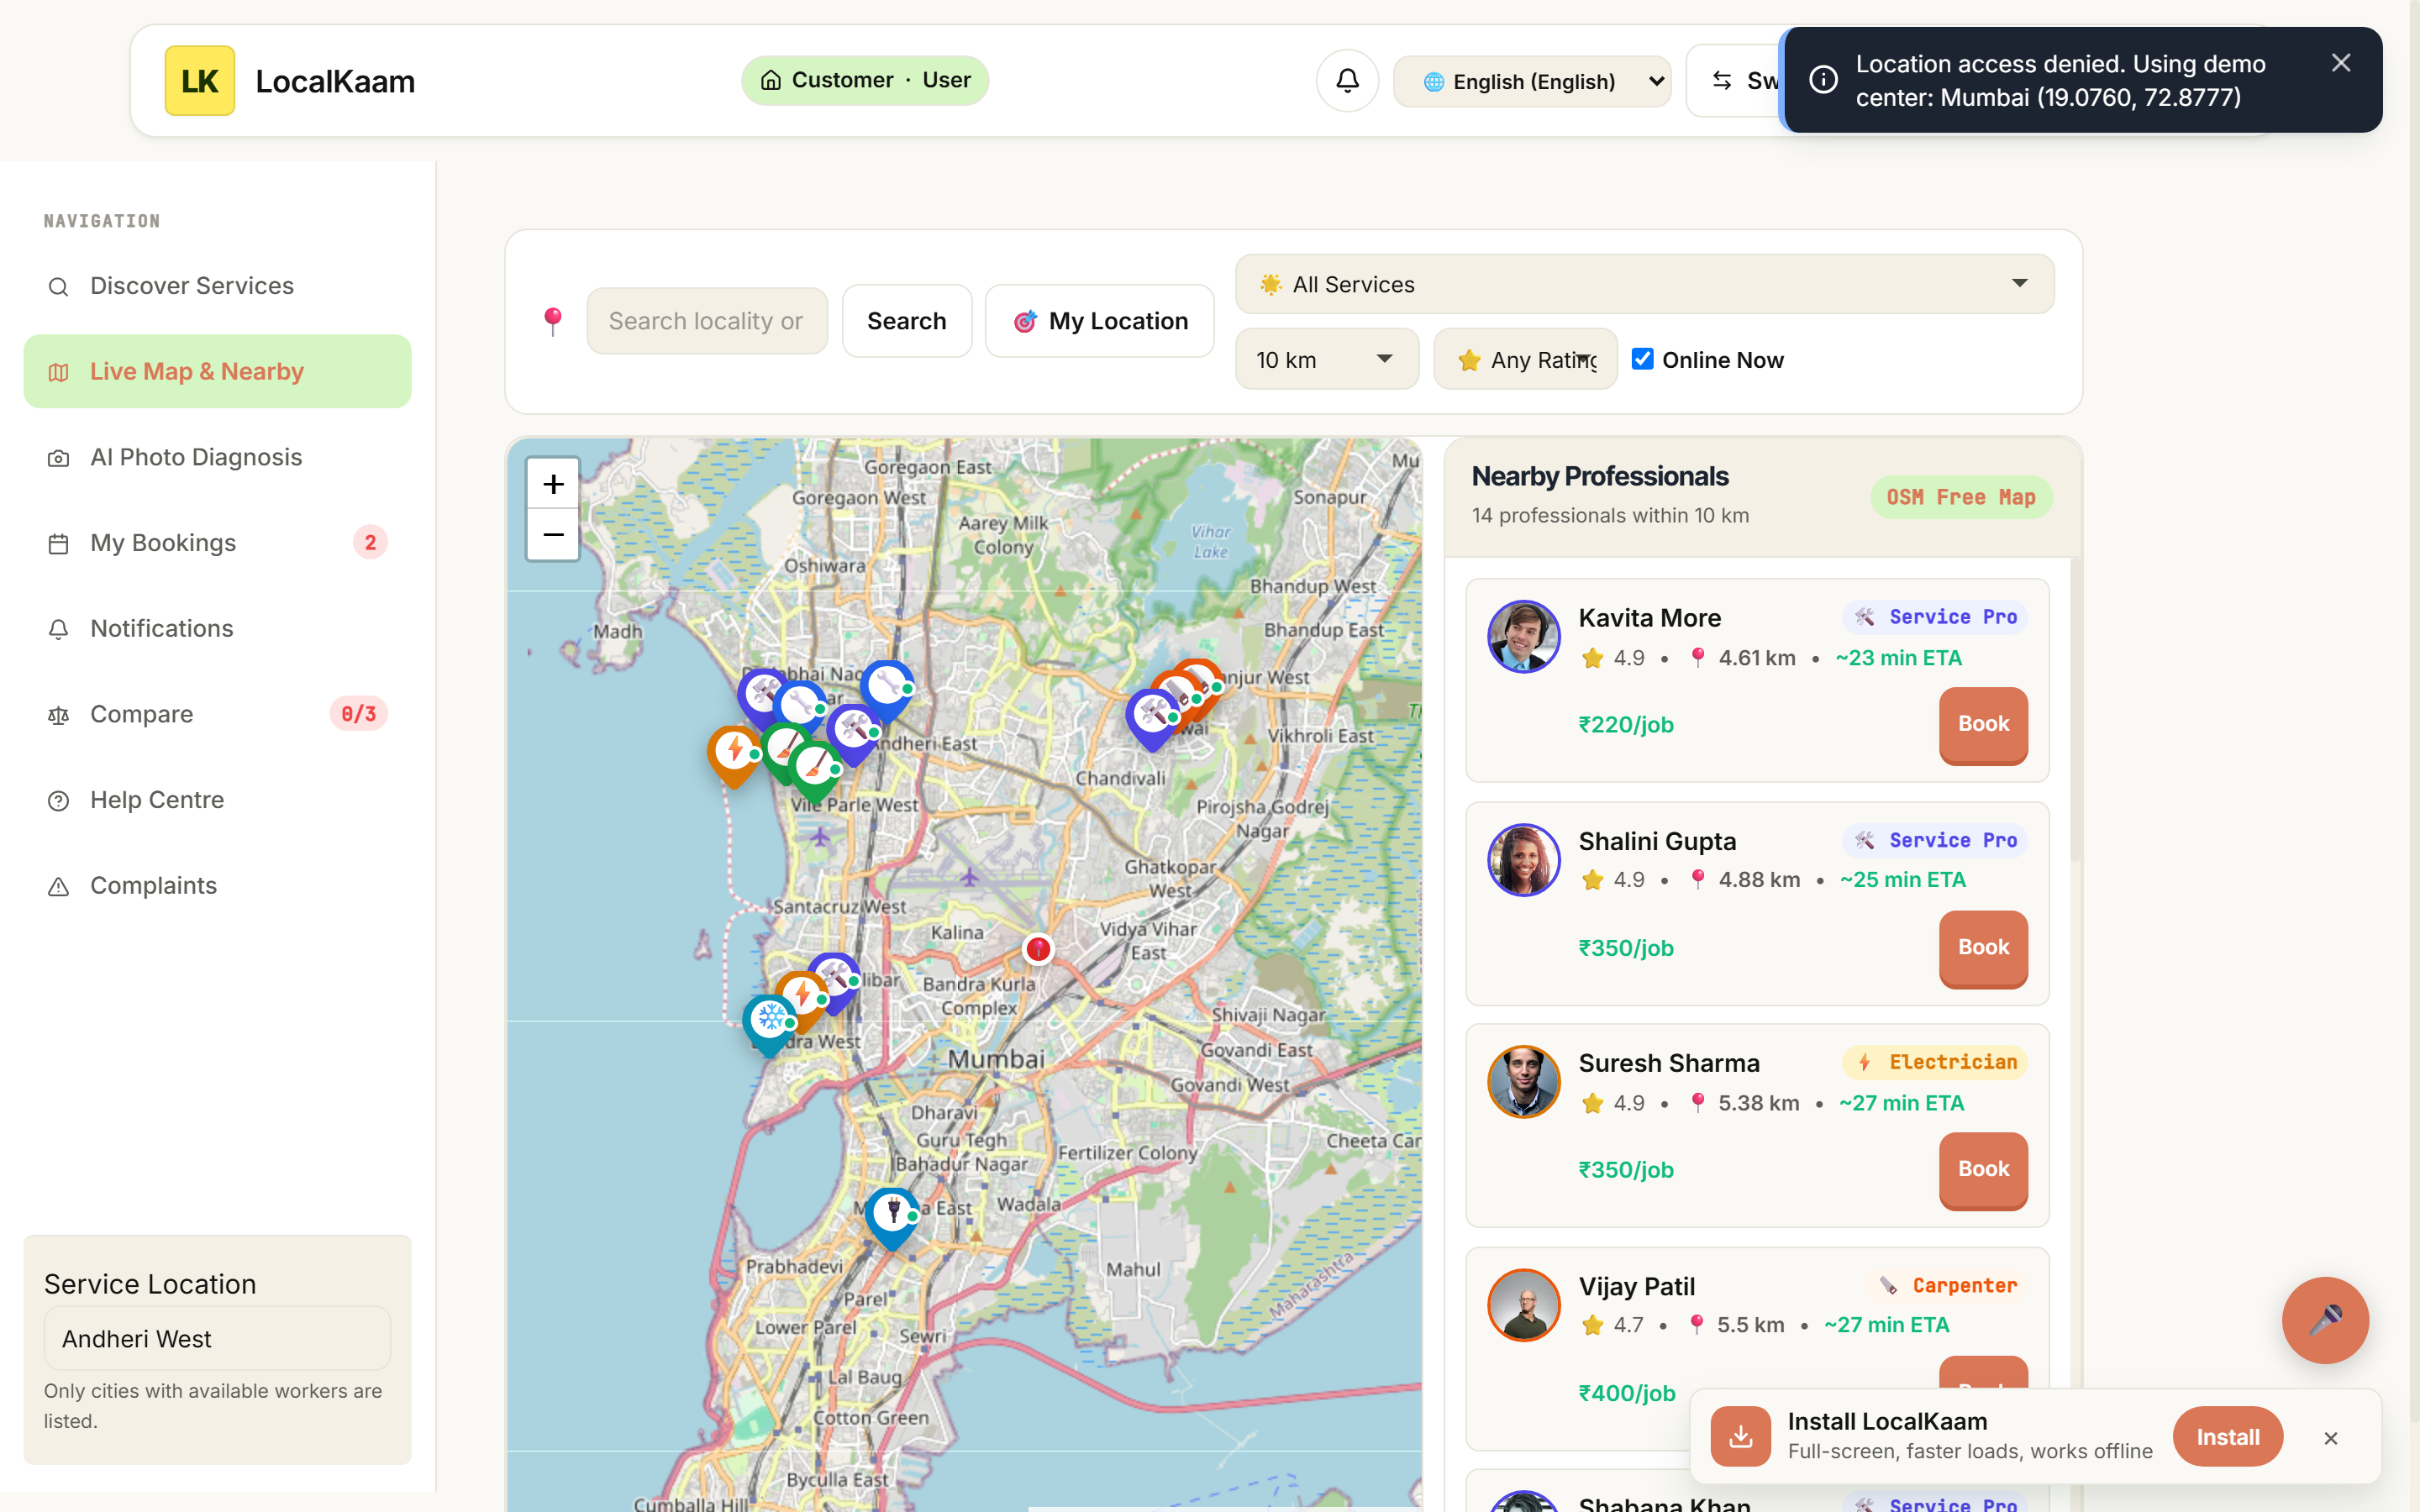 LK
LocalKaam
Customer · User
English (English)
Location access denied. Using demo
center: Mumbai (19.0760, 72.8777)
NAVIGATION
Discover Services
Live Map & Nearby
AI Photo Diagnosis
My Bookings
2
Notifications
Compare
0/3
Help Centre
Complaints
Service Location
Andheri West
Only cities with available workers are
listed.
Search locality or
Search
My Location
All Services
10 km
Any Rating
Online Now
+
−
Goregaon East
Goregaon West
Aarey Milk
Colony
Sonapur
Vihar
Lake
Oshiwara
Bhandup West
Madh
Bhandup East
Andheri East
Vikhroli East
Chandivali
Vile Parle West
Pirojsha Godrej
Nagar
Ghatkopar
West
Santacruz West
Kalina
Vidya Vihar
East
Bandra Kurla
Complex
Shivaji Nagar
Mumbai
Govandi East
Govandi West
Dharavi
Guru Tegh
Bahadur Nagar
Fertilizer Colony
Wadala
Prabhadevi
Mahul
Maharashtra
Parel
Lower Parel
Sewri
Lal Baug
Cotton Green
Byculla East
Cumballa Hill
Nearby Professionals
14 professionals within 10 km
OSM Free Map
Kavita More
Service Pro
4.9 • 4.61 km • ~23 min ETA
₹220/job
Book
Shalini Gupta
Service Pro
4.9 • 4.88 km • ~25 min ETA
₹350/job
Book
Suresh Sharma
Electrician
4.9 • 5.38 km • ~27 min ETA
₹350/job
Book
Vijay Patil
Carpenter
4.7 • 5.5 km • ~27 min ETA
₹400/job
Shabana Khan
Service Pro
Install LocalKaam
Full-screen, faster loads, works offline
Install
×